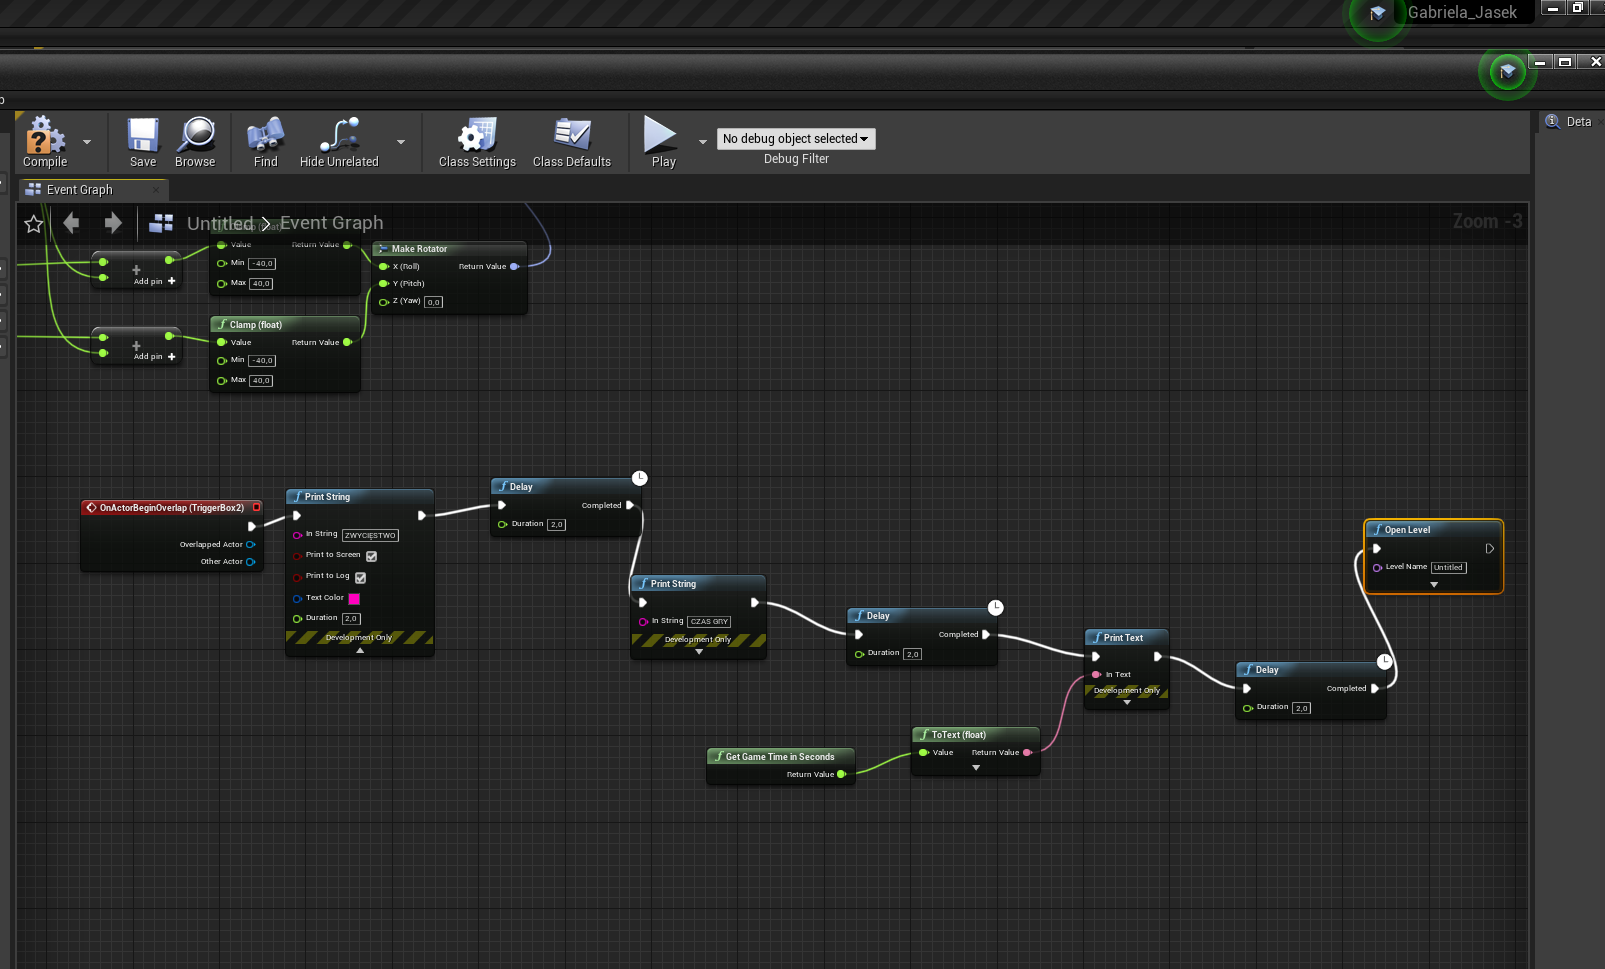 Gabriela_Jasek
Compile
Save
Browse
Find
Hide Unrelated
Class Settings
Class Defaults
Play
No debug object selected
Debug Filter
Deta
Event Graph
Untitled > Event Graph
Zoom -3
Value
Return Value
Min -40,0
Max 40,0
Add pin
Make Rotator
X (Roll)
Return Value
Y (Pitch)
Z (Yaw) 0,0
Clamp (float)
Value
Return Value
Min -40,0
Max 40,0
Add pin
OnActorBeginOverlap (TriggerBox2)
Overlapped Actor
Other Actor
Print String
In String ZWYCIĘSTWO
Print to Screen
Print to Log
Text Color
Duration 2,0
Development Only
Delay
Completed
Duration 2,0
Print String
In String CZAS GRY
Development Only
Delay
Completed
Duration 2,0
Get Game Time in Seconds
Return Value
ToText (float)
Value
Return Value
Print Text
In Text
Development Only
Delay
Completed
Duration 2,0
Open Level
Level Name Untitled